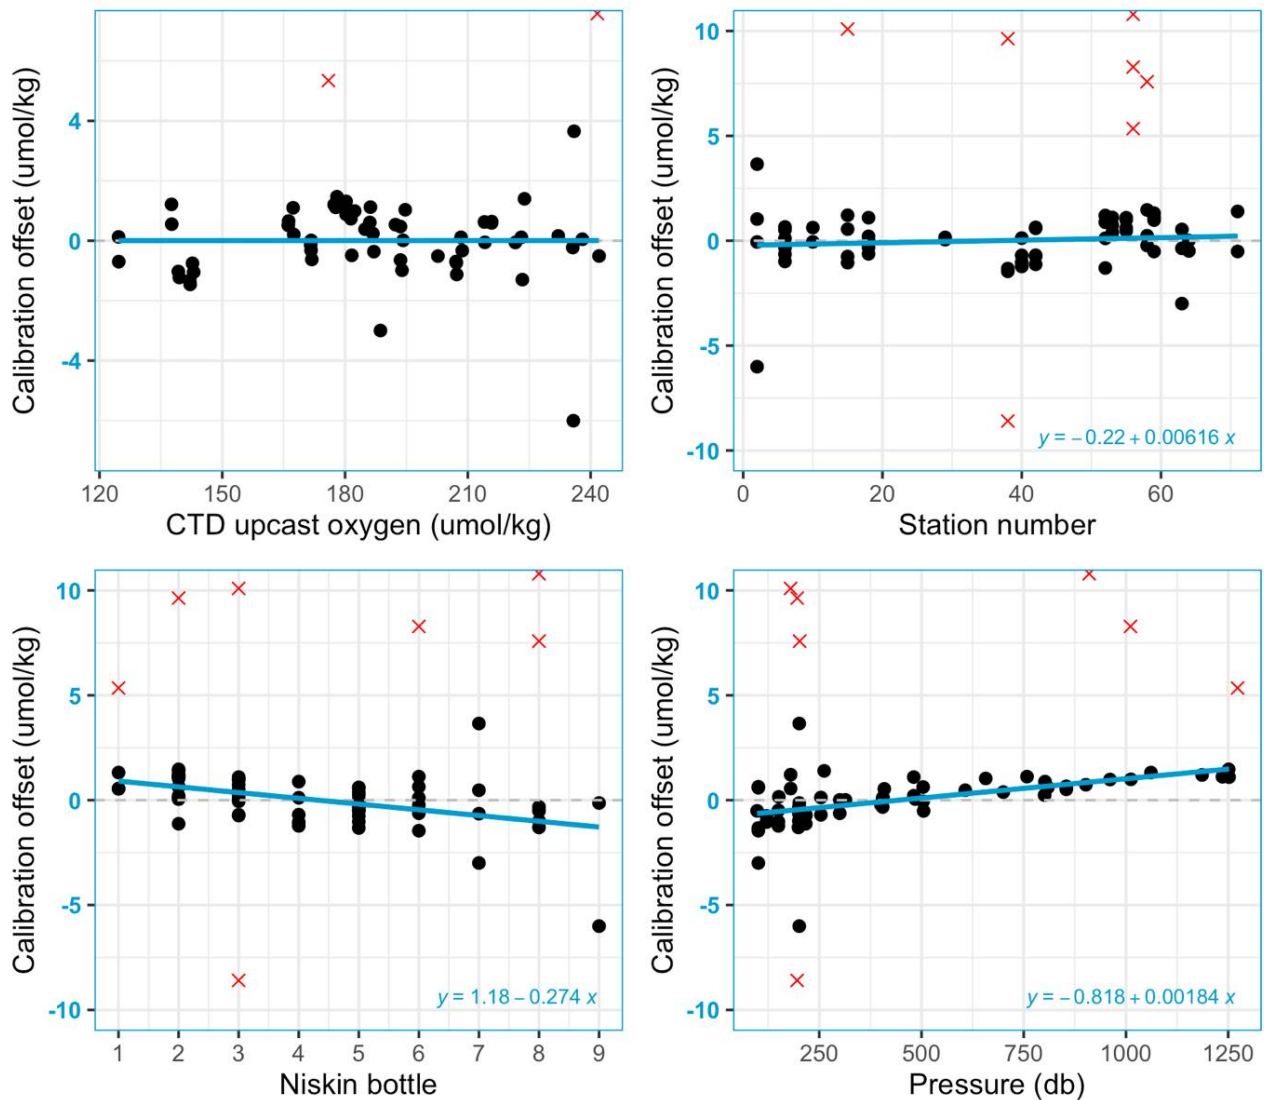 Calibration offset (umol/kg)
4
0
-4
120 150 180 210 240
CTD upcast oxygen (umol/kg)
Calibration offset (umol/kg)
10
5
0
-5
-10
y = −0.22 + 0.00616 x
0 20 40 60
Station number
Calibration offset (umol/kg)
10
5
0
-5
-10
y = 1.18 − 0.274 x
1 2 3 4 5 6 7 8 9
Niskin bottle
Calibration offset (umol/kg)
10
5
0
-5
-10
y = −0.818 + 0.00184 x
250 500 750 1000 1250
Pressure (db)